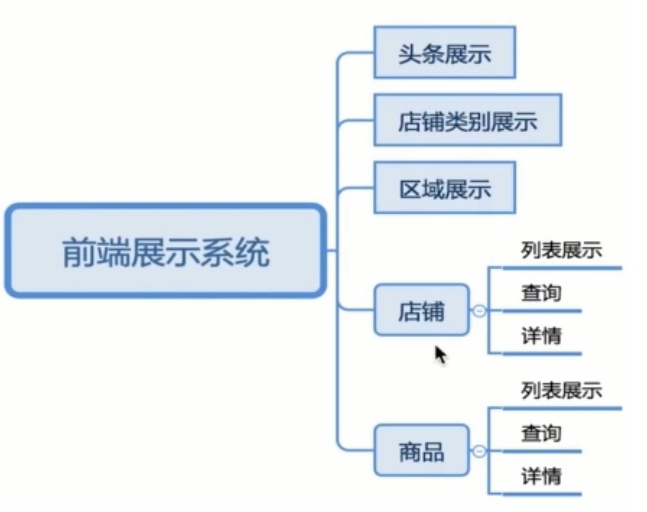 头条展示
店铺类别展示
区域展示
前端展示系统
店铺
列表展示
查询
详情
商品
列表展示
查询
详情